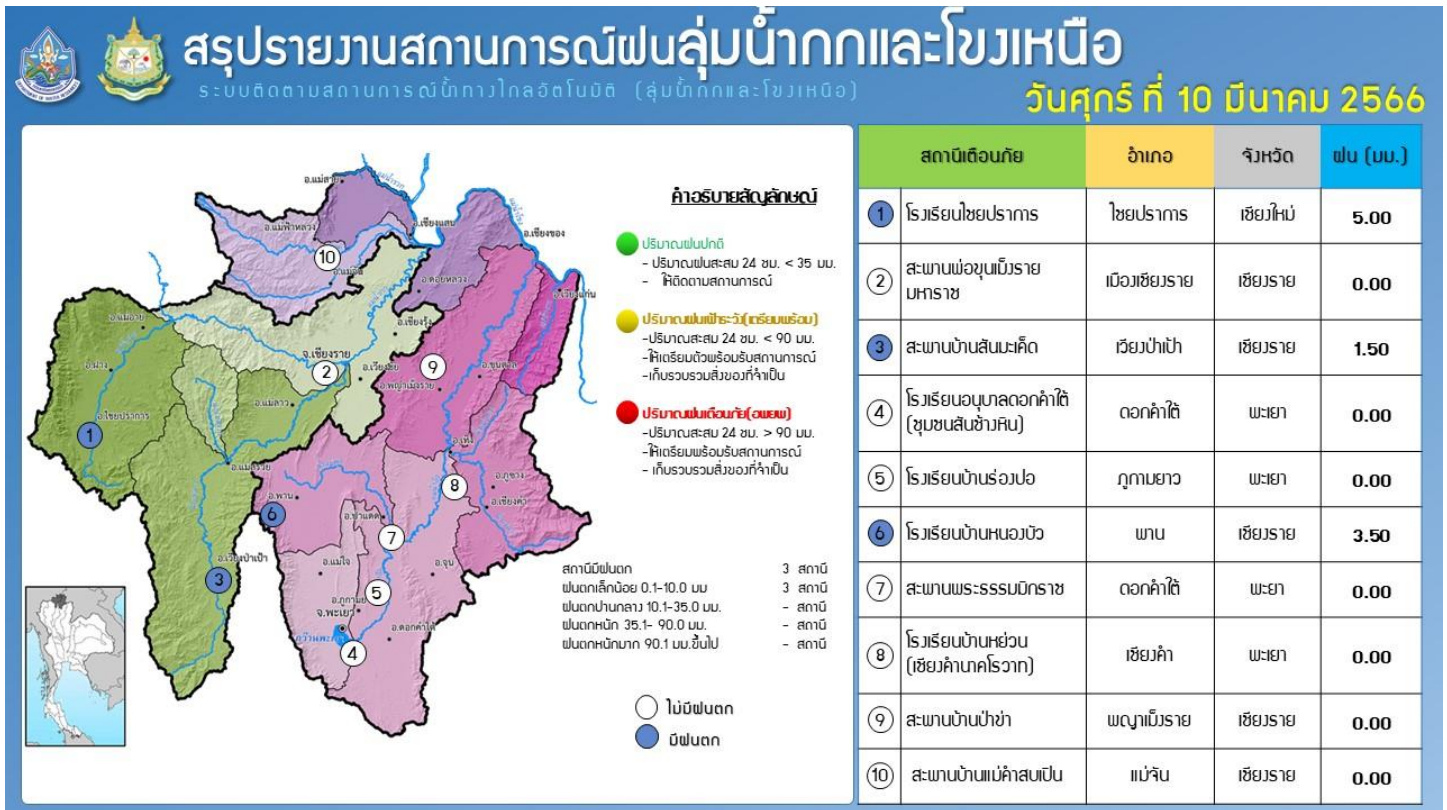 สรุปรายงานสถานการณ์ฝนลุ่มน้ำกกและโขงเหนือ
ระบบติดตามสถานการณ์น้ำทางไกลอัตโนมัติ (ลุ่มน้ำกกและโขงเหนือ)
วันศุกร์ ที่ 10 มีนาคม 2566
อ.แม่สาย
อ.แม่ฟ้าหลวง
อ.เชียงแสน
อ.เชียงของ
10
อ.แม่จัน
อ.ดอยหลวง
อ.เวียงแก่น
อ.แม่อาย
อ.เชียงรุ้ง
จ.เชียงราย
9
อ.ฝาง
2
อ.เวียงชัย
อ.พญาเม็งราย
อ.ขุนตาล
อ.ไชยปราการ
อ.แม่ลาว
1
อ.เทิง
อ.แม่สรวย
8
อ.ภูซาง
อ.พาน
อ.เชียงคำ
6
อ.ป่าแดด
7
อ.เวียงป่าเป้า
อ.แม่ใจ
อ.จุน
3
5
อ.ภูกามยาว
จ.พะเยา
กว๊านพะเยา
อ.ดอกคำใต้
4
คำอธิบายสัญลักษณ์
ปริมาณฝนปกติ
- ปริมาณฝนสะสม 24 ชม. < 35 มม.
- ให้ติดตามสถานการณ์
ปริมาณฝนเฝ้าระวัง(เตรียมพร้อม)
-ปริมาณสะสม 24 ชม. < 90 มม.
-ให้เตรียมตัวพร้อมรับสถานการณ์
-เก็บรวบรวมสิ่งของที่จำเป็น
ปริมาณฝนเตือนภัย(อพยพ)
-ปริมาณสะสม 24 ชม. > 90 มม.
-ให้เตรียมพร้อมรับสถานการณ์
- เก็บรวบรวมสิ่งของที่จำเป็น
สถานีมีฝนตก 3 สถานี
ฝนตกเล็กน้อย 0.1-10.0 มม 3 สถานี
ฝนตกปานกลาง 10.1-35.0 มม. - สถานี
ฝนตกหนัก 35.1- 90.0 มม. - สถานี
ฝนตกหนักมาก 90.1 มม.ขึ้นไป - สถานี
ไม่มีฝนตก
มีฝนตก
สถานีเตือนภัย อำเภอ จังหวัด ฝน (มม.)
1 โรงเรียนไชยปราการ ไชยปราการ เชียงใหม่ 5.00
2 สะพานพ่อขุนเม็งราย
มหาราช เมืองเชียงราย เชียงราย 0.00
3 สะพานบ้านสันมะเค็ด เวียงป่าเป้า เชียงราย 1.50
4 โรงเรียนอนุบาลดอกคำใต้
(ชุมชนสันช้างหิน) ดอกคำใต้ พะเยา 0.00
5 โรงเรียนบ้านร่องปอ ภูกามยาว พะเยา 0.00
6 โรงเรียนบ้านหนองบัว พาน เชียงราย 3.50
7 สะพานพระธรรมมิกราช ดอกคำใต้ พะเยา 0.00
8 โรงเรียนบ้านหย่วน
(เชียงคำนาคโรวาท) เชียงคำ พะเยา 0.00
9 สะพานบ้านป่าข่า พญาเม็งราย เชียงราย 0.00
10 สะพานบ้านแม่คำสบเปิน แม่จัน เชียงราย 0.00